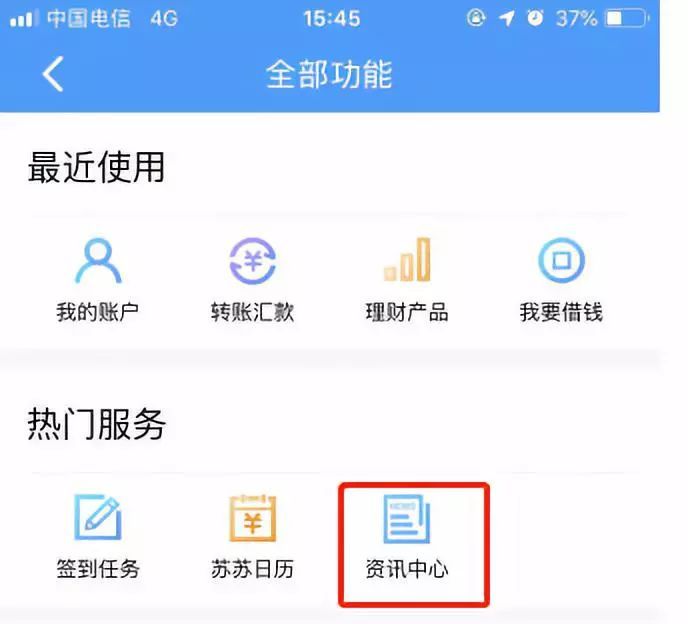 中国电信 4G 15:45 37%
全部功能
最近使用
我的账户 转账汇款 理财产品 我要借钱
热门服务
签到任务 苏苏日历 资讯中心